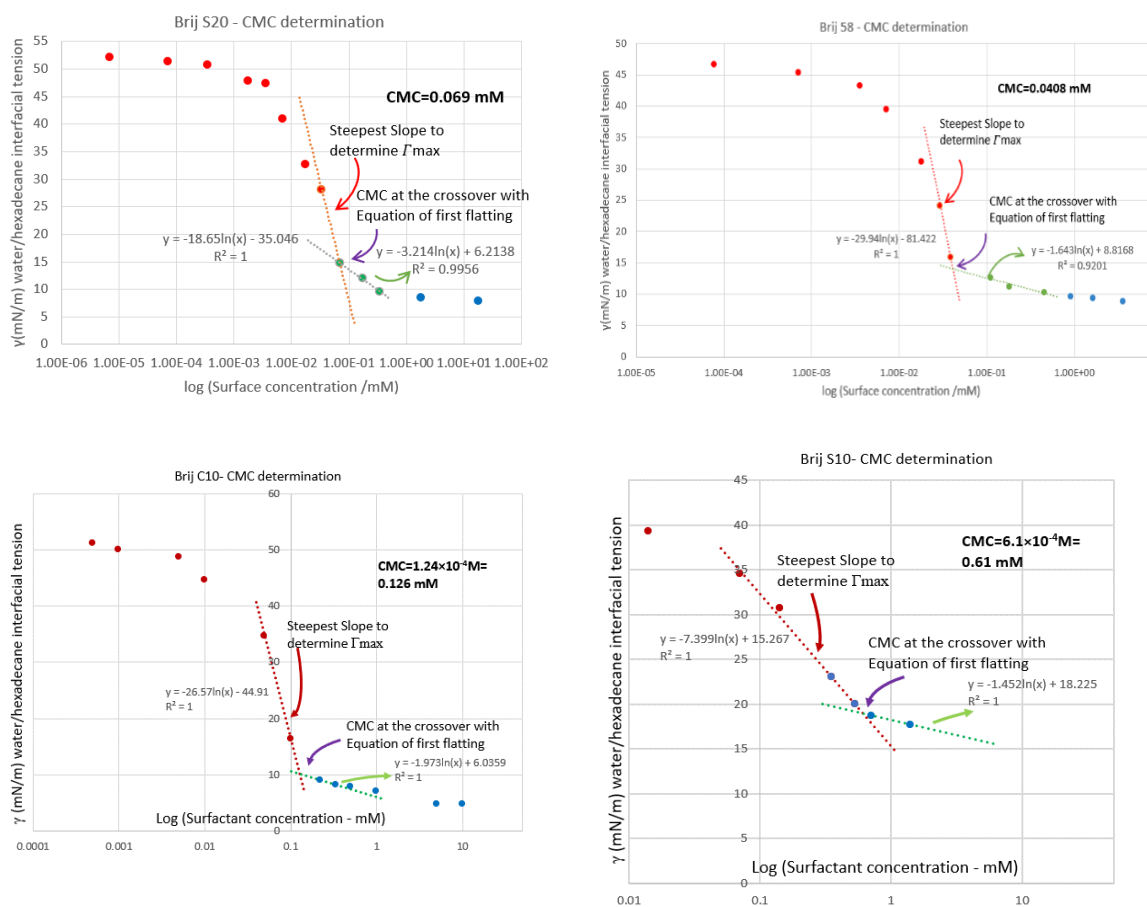 Brij S20 - CMC determination
55
50
45
40
35
30
25
20
15
10
5
0
γ(mN/m) water/hexadecane interfacial tension
CMC=0.069 mM
Steepest Slope to
determine Γmax
CMC at the crossover with
Equation of first flatting
y = -18.65ln(x) - 35.046
R² = 1
y = -3.214ln(x) + 6.2138
R² = 0.9956
1.00E-06 1.00E-05 1.00E-04 1.00E-03 1.00E-02 1.00E-01 1.00E+00 1.00E+01 1.00E+02
log (Surface concentration /mM)
Brij 58 - CMC determination
50
45
40
35
30
25
20
15
10
5
0
γ(mN/m) water/hexadecane interfacial tension
CMC=0.0408 mM
Steepest Slope to
determine Γmax
CMC at the crossover with
Equation of first flatting
y = -29.94ln(x) - 81.422
R² = 1
y = -1.643ln(x) + 8.8168
R² = 0.9201
1.00E-05 1.00E-04 1.00E-03 1.00E-02 1.00E-01 1.00E+00
log (Surface concentration /mM)
Brij C10- CMC determination
60
50
40
30
20
10
0
γ (mN/m) water/hexadecane interfacial tension
CMC=1.24×10⁻⁴M=
0.126 mM
Steepest Slope to
determine Γmax
y = -26.57ln(x) - 44.91
R² = 1
CMC at the crossover with
Equation of first flatting
y = -1.973ln(x) + 6.0359
R² = 1
Log (Surfactant concentration - mM)
0.0001 0.001 0.01 0.1 1 10
Brij S10- CMC determination
45
40
35
30
25
20
15
10
5
0
γ (mN/m) water/hexadecane interfacial tension
CMC=6.1×10⁻⁴M=
0.61 mM
Steepest Slope to
determine Γmax
y = -7.399ln(x) + 15.267
R² = 1
CMC at the crossover with
Equation of first flatting
y = -1.452ln(x) + 18.225
R² = 1
Log (Surfactant concentration - mM)
0.01 0.1 1 10